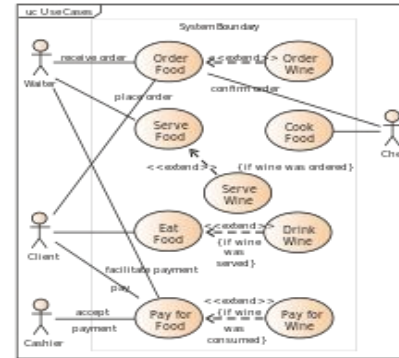 uc UseCases
System Boundary
receive order
Order
Food
<<extend>>
Order
Wine
Waiter
place order
confirm order
Serve
Food
Cook
Food
<<extend>>
{if wine was ordered}
Serve
Wine
Eat
Food
<<extend>>
{if wine
was
served}
Drink
Wine
Client
facilitate payment
pay
accept
payment
Pay for
Food
<<extend>>
{if wine
was
consumed}
Pay for
Wine
Cashier